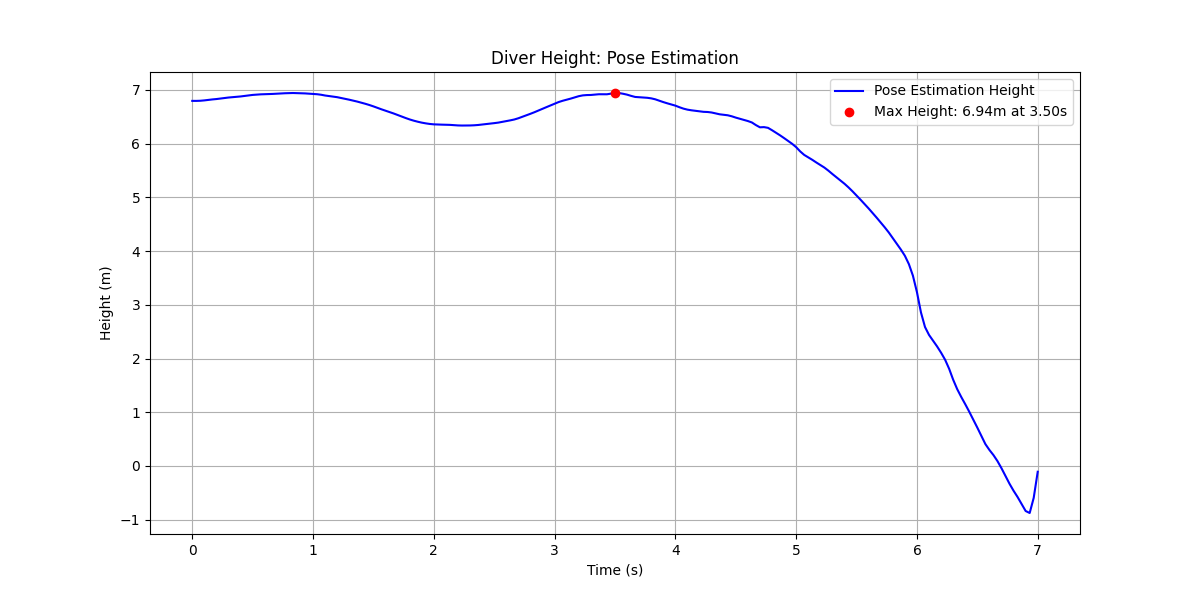 Diver Height: Pose Estimation
Pose Estimation Height
Max Height: 6.94m at 3.50s
Height (m)
7
6
5
4
3
2
1
0
−1
0 1 2 3 4 5 6 7
Time (s)